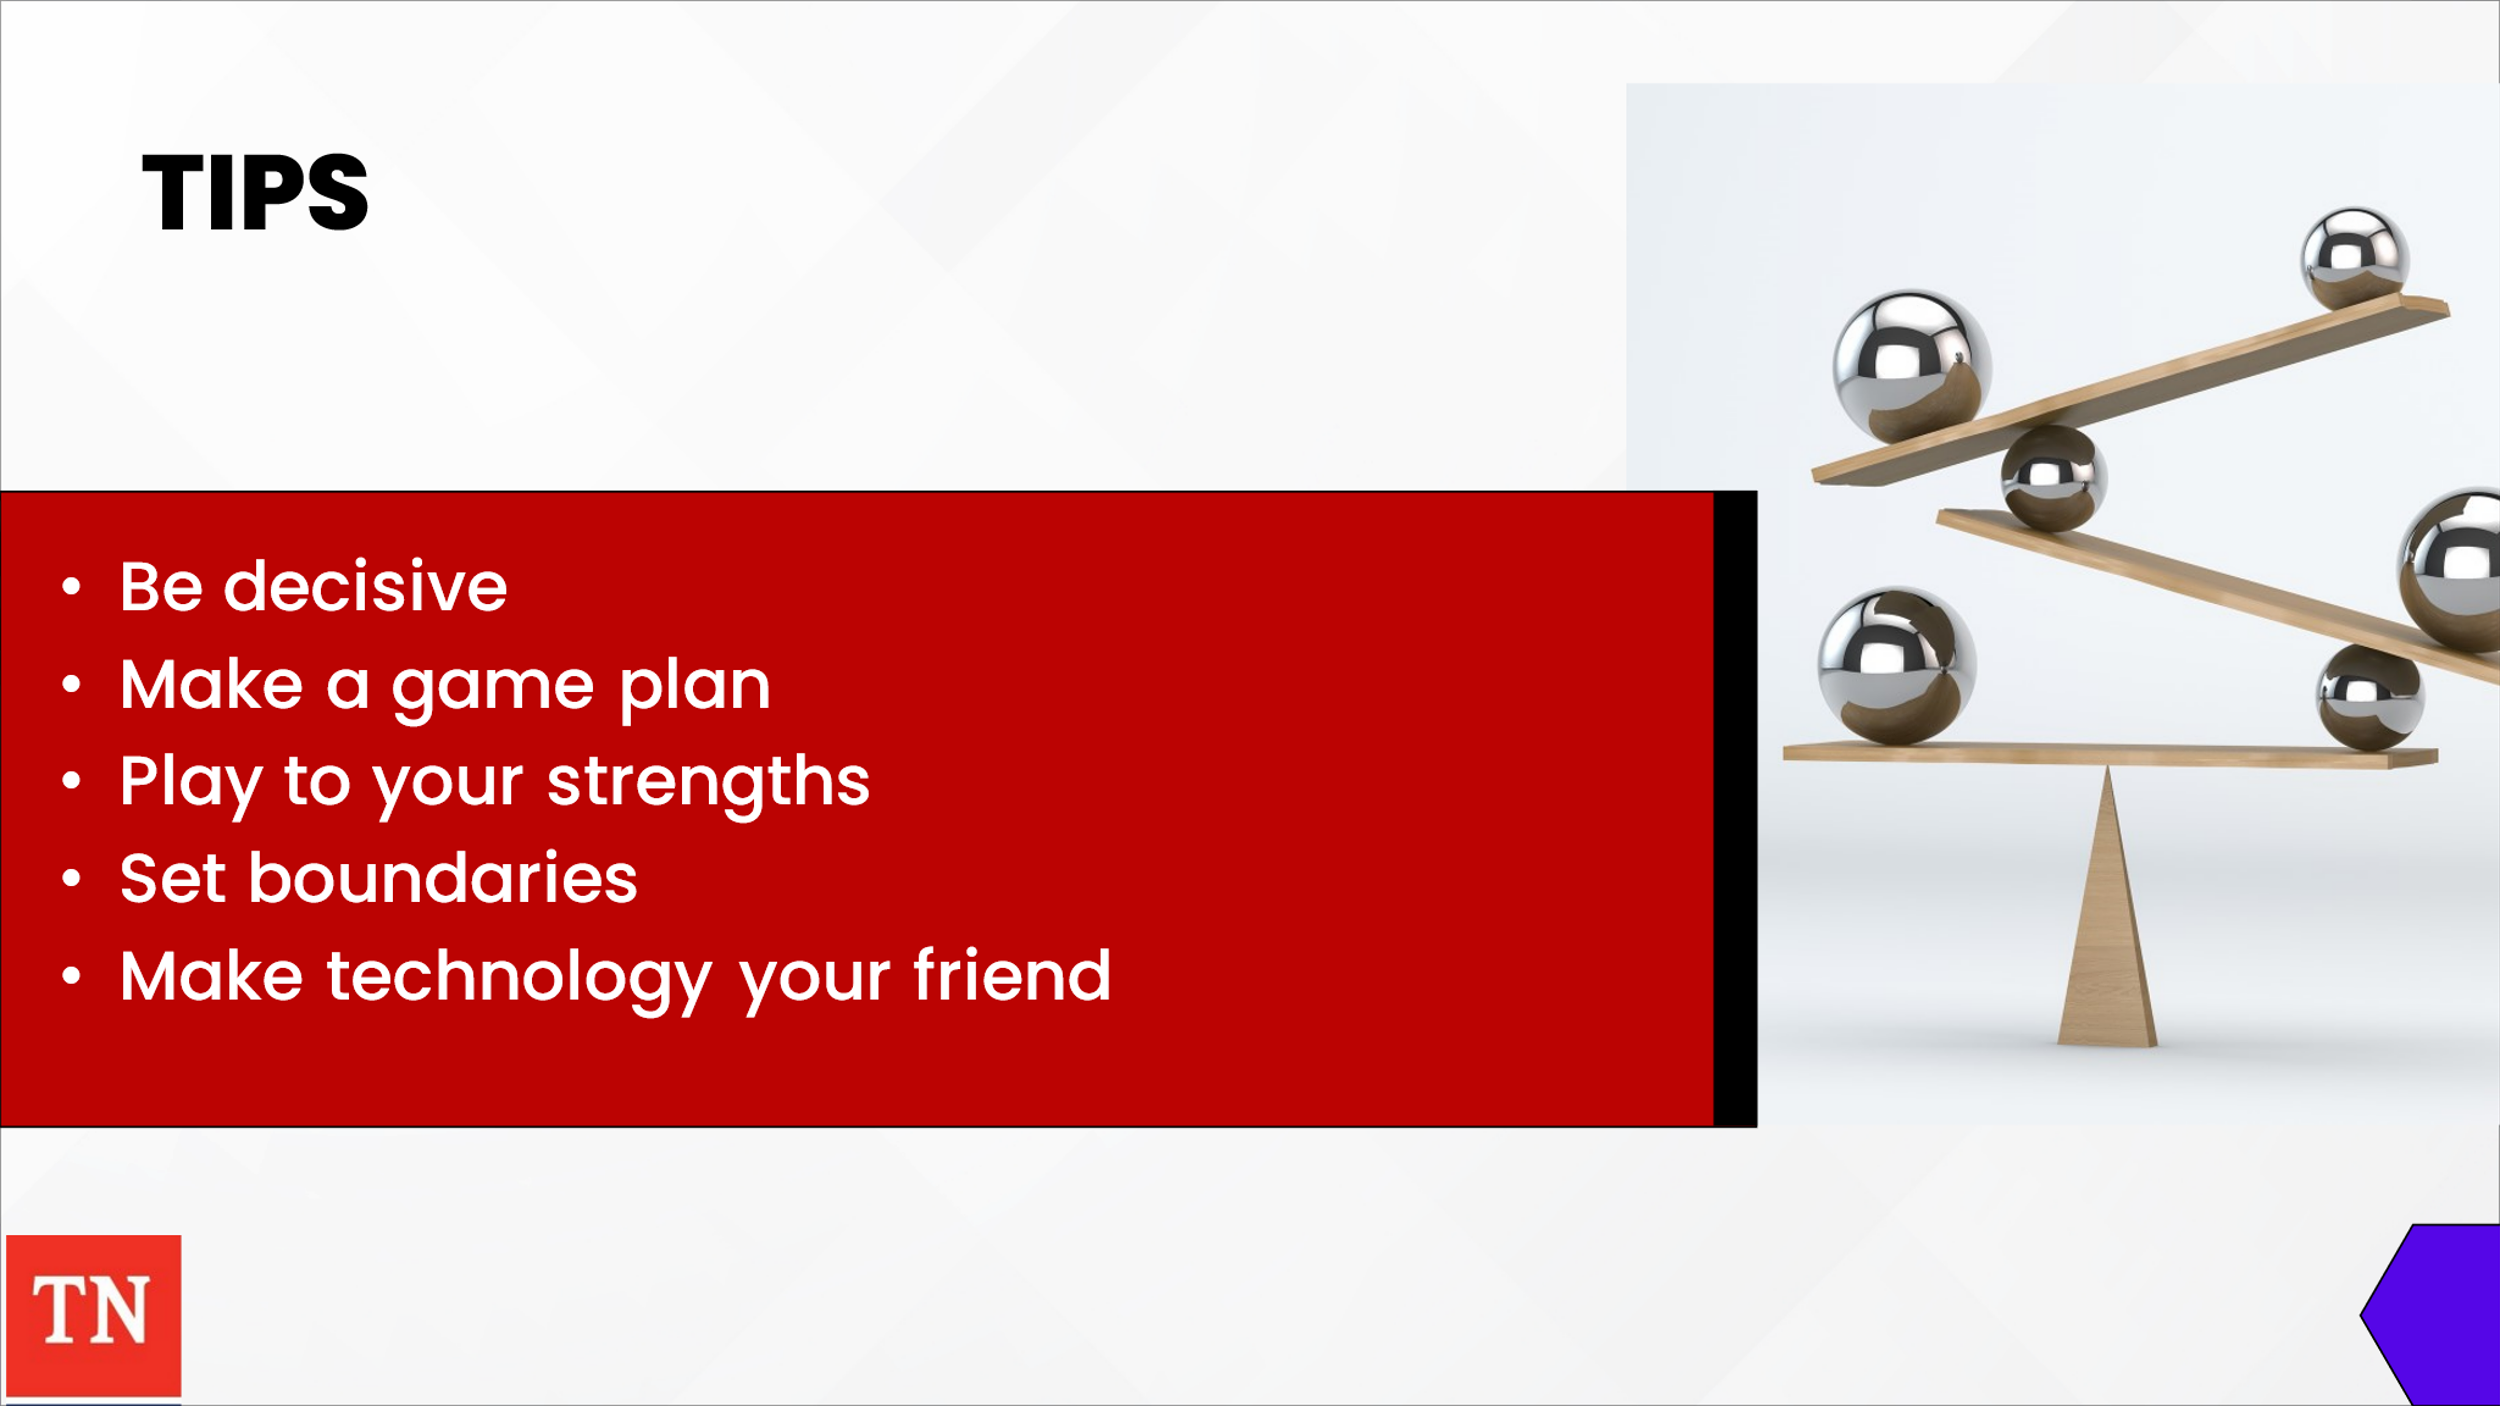 TIPS
• Be decisive
• Make a game plan
• Play to your strengths
• Set boundaries
• Make technology your friend
TN